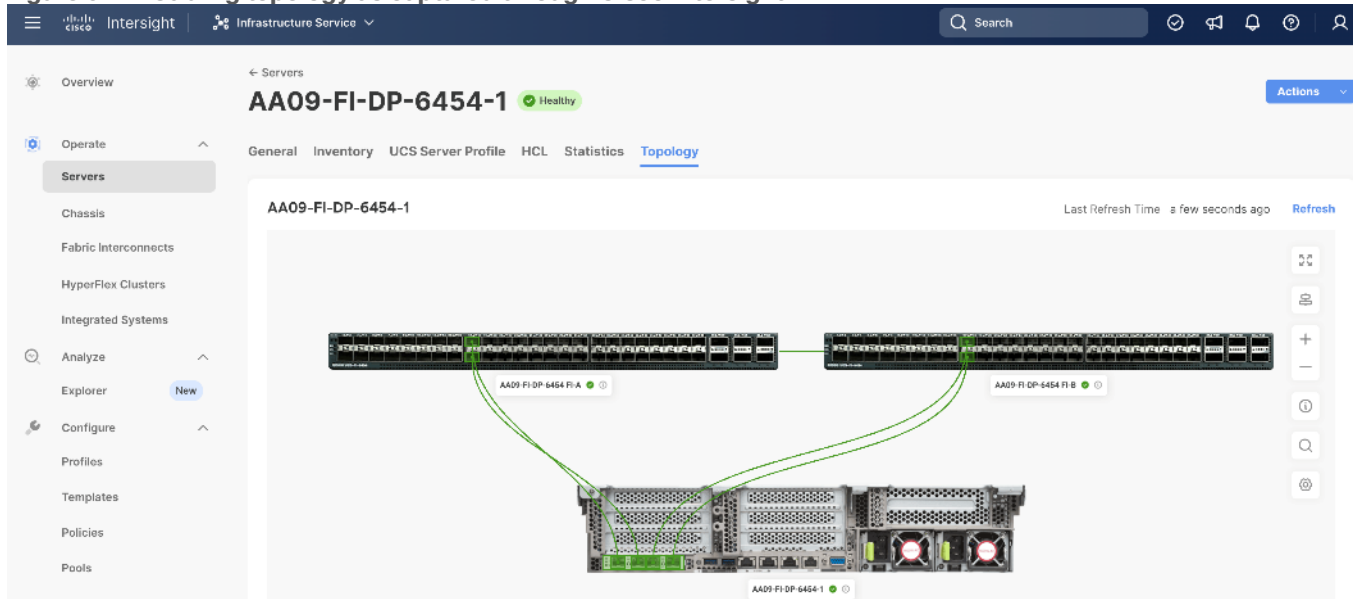 cisco Intersight Infrastructure Service Search
Overview
← Servers
AA09-FI-DP-6454-1 Healthy
Actions
Operate
General Inventory UCS Server Profile HCL Statistics Topology
Servers
AA09-FI-DP-6454-1
Last Refresh Time a few seconds ago Refresh
Chassis
Fabric Interconnects
HyperFlex Clusters
Integrated Systems
Analyze
Explorer New
AA09-FI-DP-6454 FI-A
AA09-FI-DP-6454 FI-B
Configure
Profiles
Templates
Policies
Pools
AA09-FI-DP-6454-1